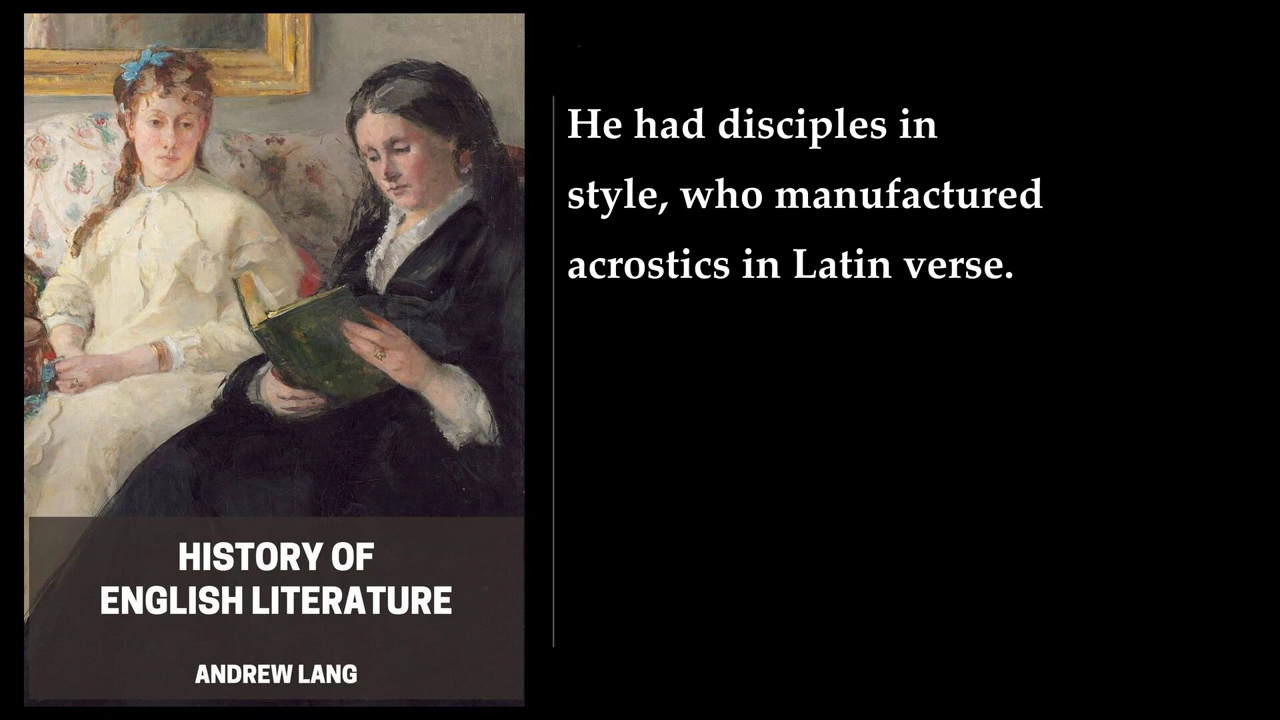 HISTORY OF
ENGLISH LITERATURE
ANDREW LANG
He had disciples in
style, who manufactured
acrostics in Latin verse.